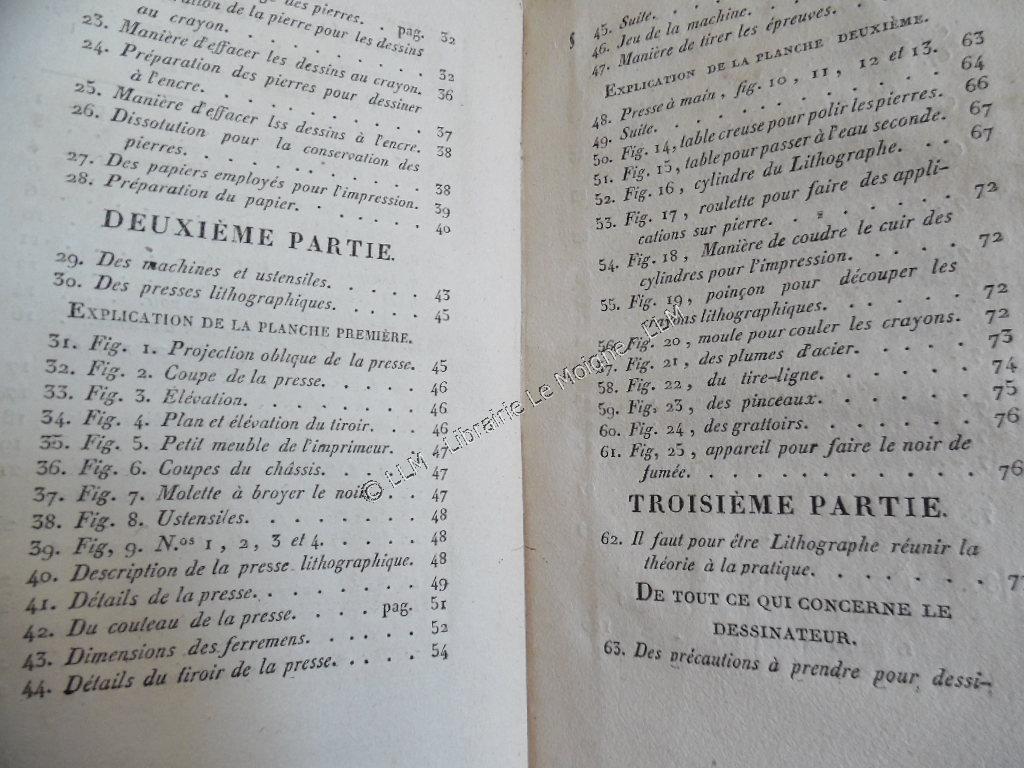 des pierres.
de la pierre pour les dessins
au crayon. . . . . . . . . pag. 32
23. Manière d'effacer les dessins au crayon. 32
24. Préparation des pierres pour dessiner 36
à l'encre. . . . . . . . . . 37
25. Manière d'effacer lss dessins à l'encre. 38
26. Dissotution pour la conservation des
pierres. . . . . . . . . . 38
27. Des papiers employés pour l'impression. 39
28. Préparation du papier. . . . . . 40
DEUXIÈME PARTIE.
29. Des machines et ustensiles. . . . . 43
30. Des presses lithographiques. . . . . 45
EXPLICATION DE LA PLANCHE PREMIÈRE.
31. Fig. 1. Projection oblique de la presse. 45
32. Fig. 2. Coupe de la presse. . . . . 46
33. Fig. 3. Élévation. . . . . . . . 46
34. Fig. 4. Plan et élévation du tiroir. . . 46
35. Fig. 5. Petit meuble de l'imprimeur. 47
36. Fig. 6. Coupes du châssis. . . . . 47
37. Fig. 7. Molette à broyer le noir. . . 47
38. Fig. 8. Ustensiles. . . . . . . . 48
39. Fig, 9. N.os 1, 2, 3 et 4. . . . . 48
40. Description de la presse lithographique. 48
41. Détails de la presse. . . . . . . 49
42. Du couteau de la presse. . . . pag. 51
43. Dimensions des ferremens. . . . . 52
44. Détails du tiroir de la presse. . . . . 54
45. Suite. . . . . . . . . .
§ 46. Jeu de la machine. . . . . .
47. Manière de tirer les épreuves. . . .
EXPLICATION DE LA PLANCHE DEUXIÈME.
48. Presse à main, fig. 10, 11, 12 et 13. 63
49. Suite. . . . . . . . . . 64
50. Fig. 14, table creuse pour polir les pierres. 66
51. Fig. 15, table pour passer à l'eau seconde. 67
52. Fig. 16, cylindre du Lithographe. . . 67
53. Fig. 17, roulette pour faire des appli-
cations sur pierre. . . . . . . 72
54. Fig. 18, Manière de coudre le cuir des
cylindres pour l'impression. . . . . 72
55. Fig. 19, poinçon pour découper les
crayons lithographiques. . . . . . 72
56. Fig. 20, moule pour couler les crayons. 72
57. Fig. 21, des plumes d'acier. . . . . 73
58. Fig. 22, du tire-ligne. . . . . . 74
59. Fig, 23, des pinceaux. . . . . . 75
60. Fig. 24, des grattoirs. . . . . . 76
61. Fig, 25, appareil pour faire le noir de
fumée. . . . . . . . . . 76
TROISIÈME PARTIE.
62. Il faut pour être Lithographe réunir la
théorie à la pratique. . . . . . 77
DE TOUT CE QUI CONCERNE LE
DESSINATEUR.
63. Des précautions à prendre pour dessi-
© LLM - Librairie Le Moigne - LLM